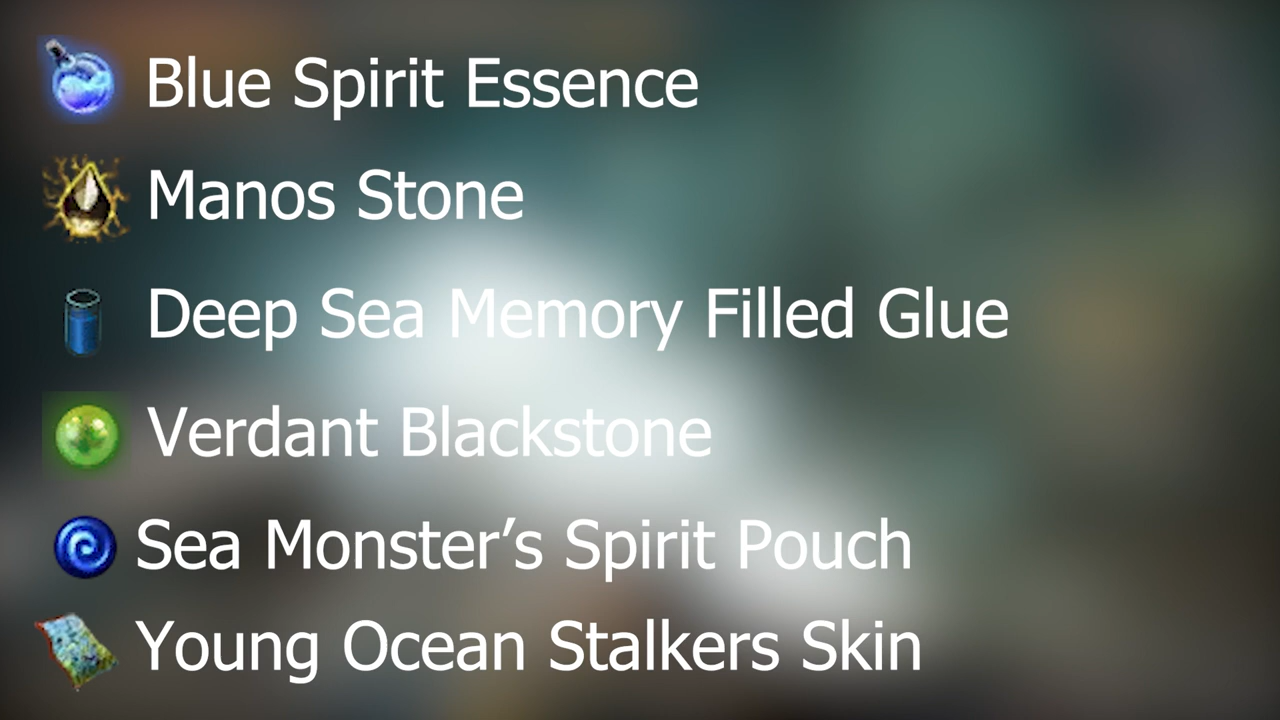 Blue Spirit Essence
Manos Stone
Deep Sea Memory Filled Glue
Verdant Blackstone
Sea Monster’s Spirit Pouch
Young Ocean Stalkers Skin